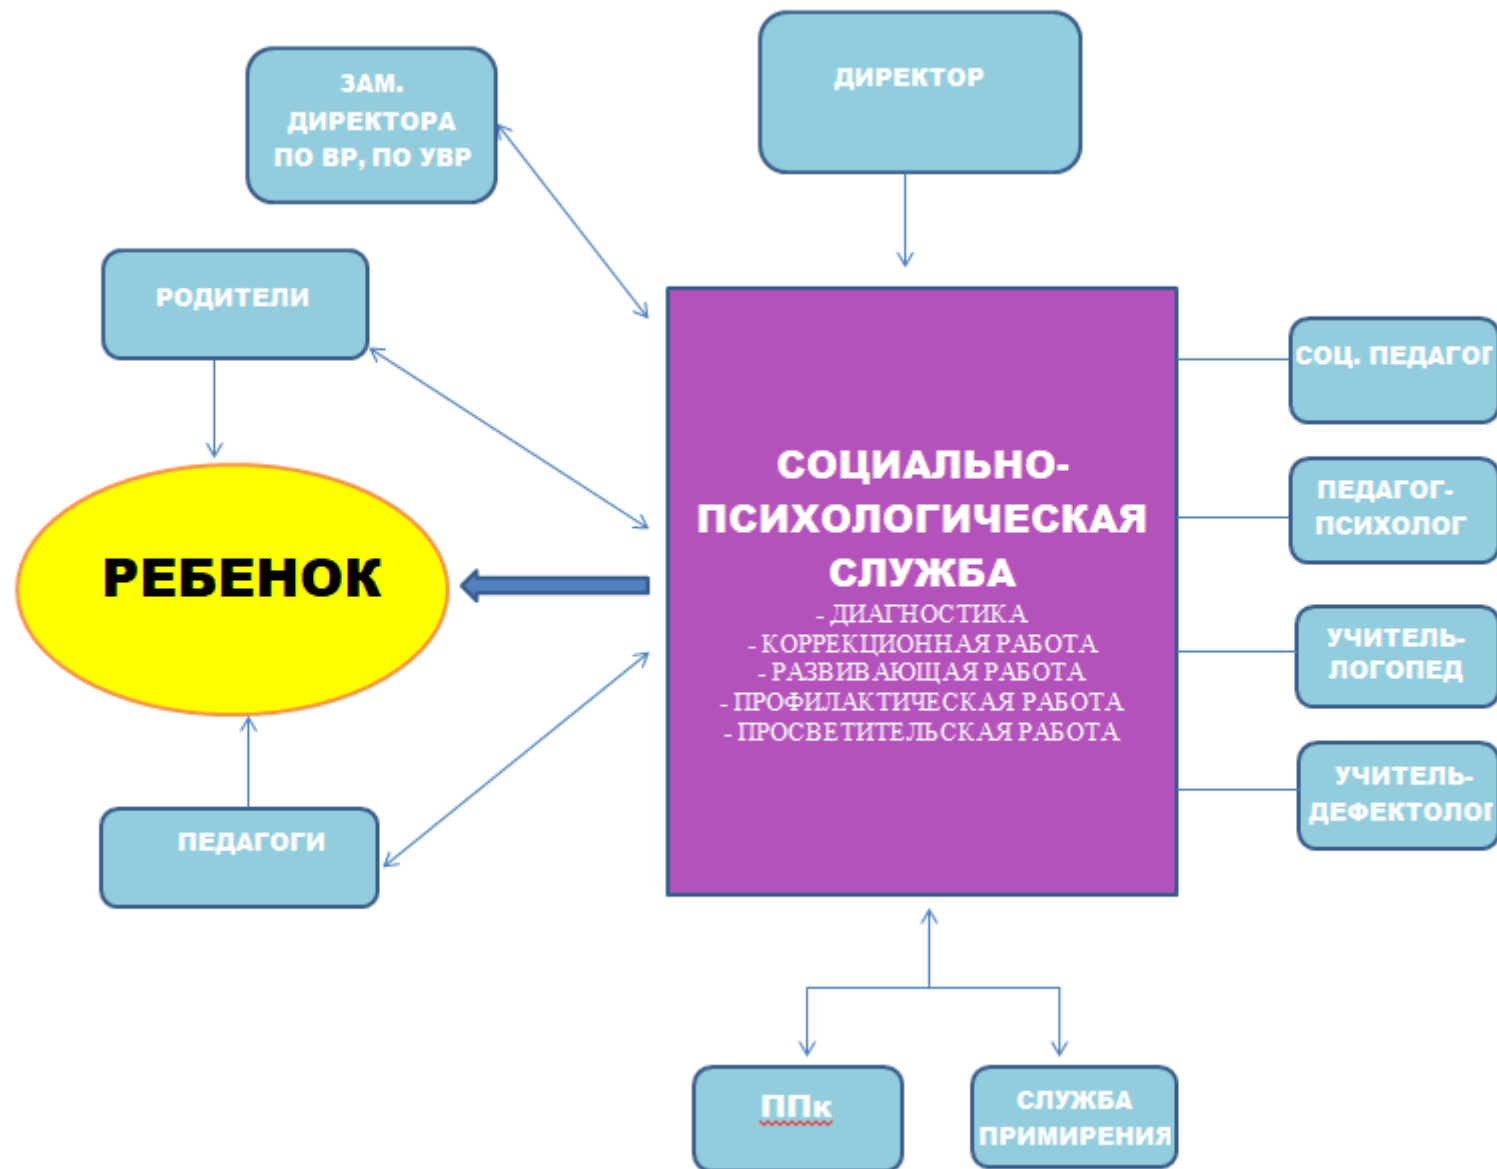 ЗАМ.
ДИРЕКТОРА
ПО ВР, ПО УВР
ДИРЕКТОР
РОДИТЕЛИ
СОЦ. ПЕДАГОГ
ПЕДАГОГ-
ПСИХОЛОГ
УЧИТЕЛЬ-
ЛОГОПЕД
УЧИТЕЛЬ-
ДЕФЕКТОЛОГ
СОЦИАЛЬНО-
ПСИХОЛОГИЧЕСКАЯ
СЛУЖБА
- ДИАГНОСТИКА
- КОРРЕКЦИОННАЯ РАБОТА
- РАЗВИВАЮЩАЯ РАБОТА
- ПРОФИЛАКТИЧЕСКАЯ РАБОТА
- ПРОСВЕТИТЕЛЬСКАЯ РАБОТА
РЕБЕНОК
ПЕДАГОГИ
ППк
СЛУЖБА
ПРИМИРЕНИЯ